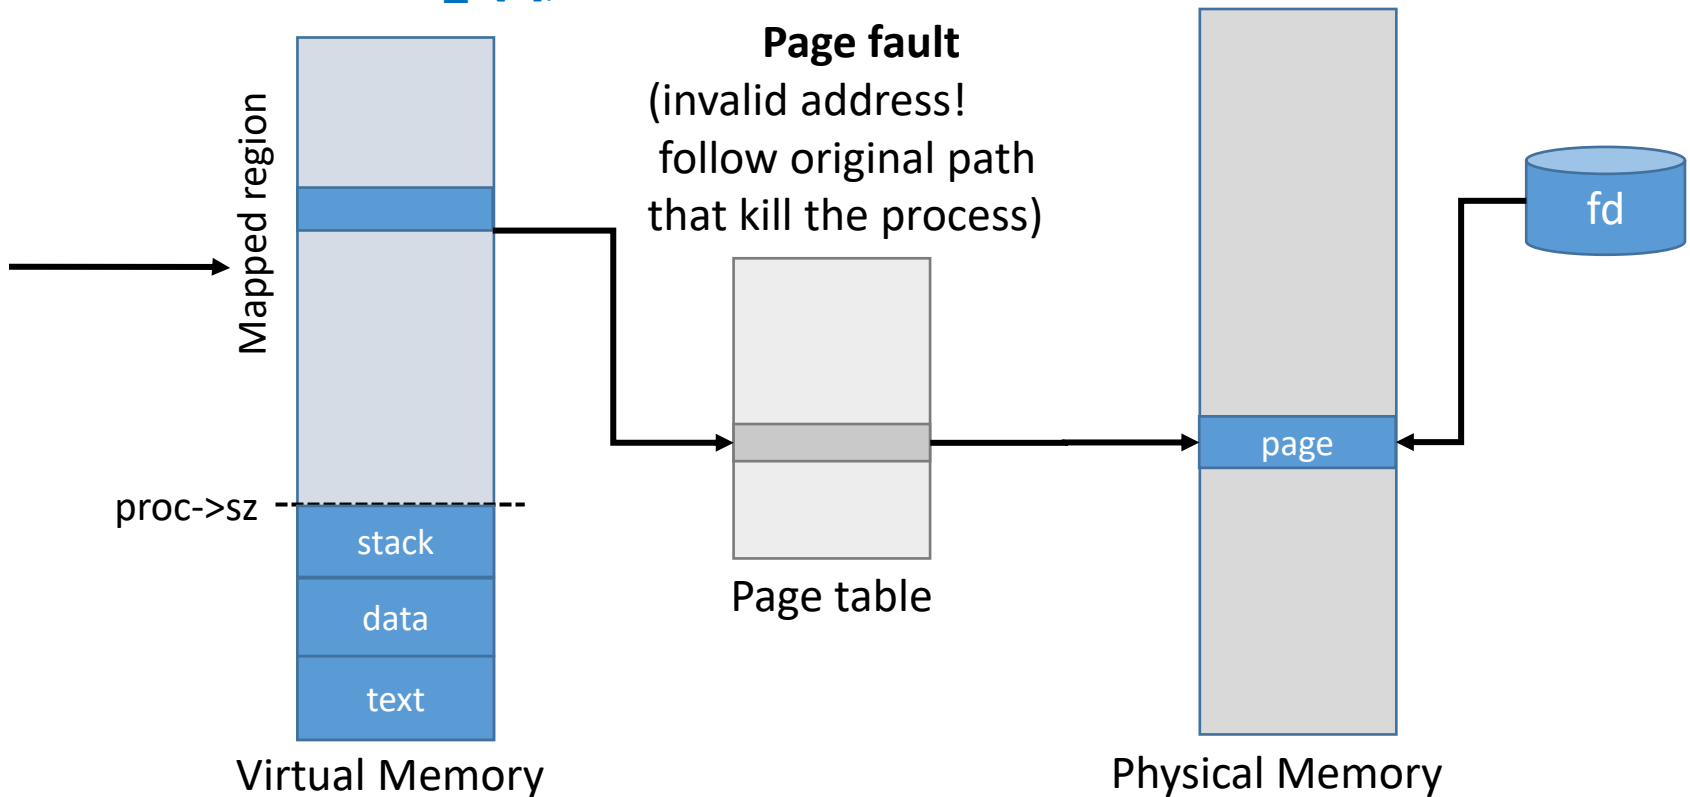 Page fault
(invalid address!
follow original path
that kill the process)
Mapped region
fd
page
proc->sz
stack
data
text
Page table
Virtual Memory
Physical Memory